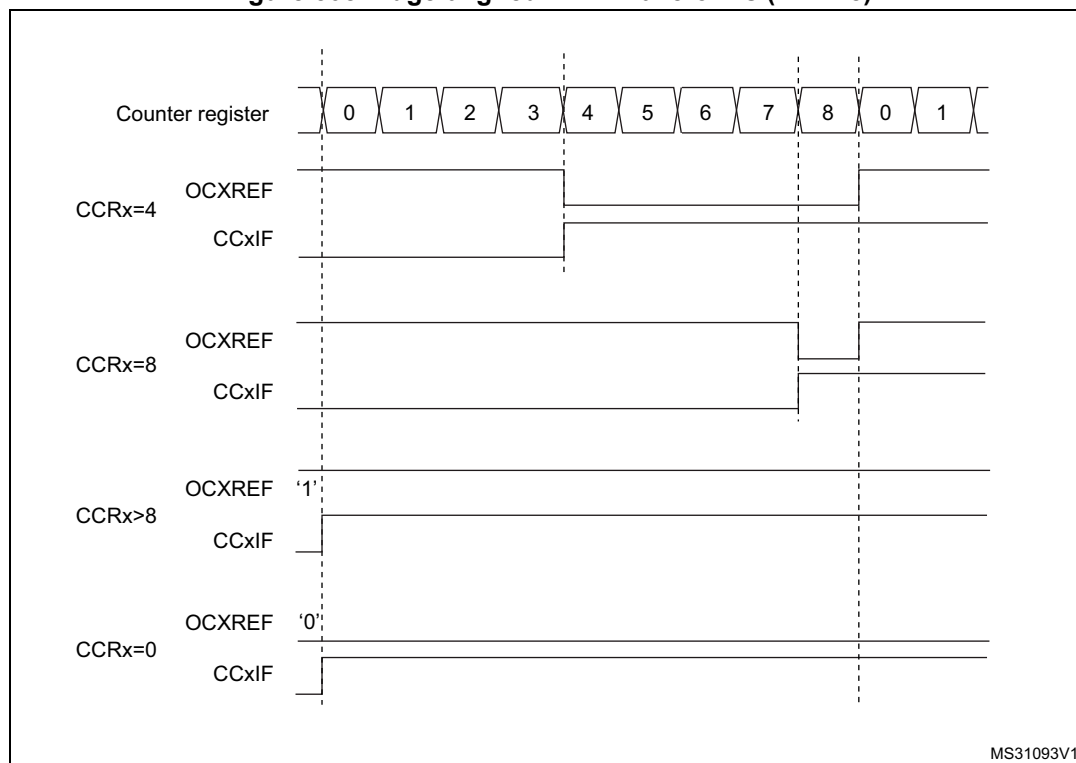 Counter register 0 1 2 3 4 5 6 7 8 0 1
OCXREF
CCRx=4
CCxIF
OCXREF
CCRx=8
CCxIF
OCXREF '1'
CCRx>8
CCxIF
OCXREF '0'
CCRx=0
CCxIF
MS31093V1